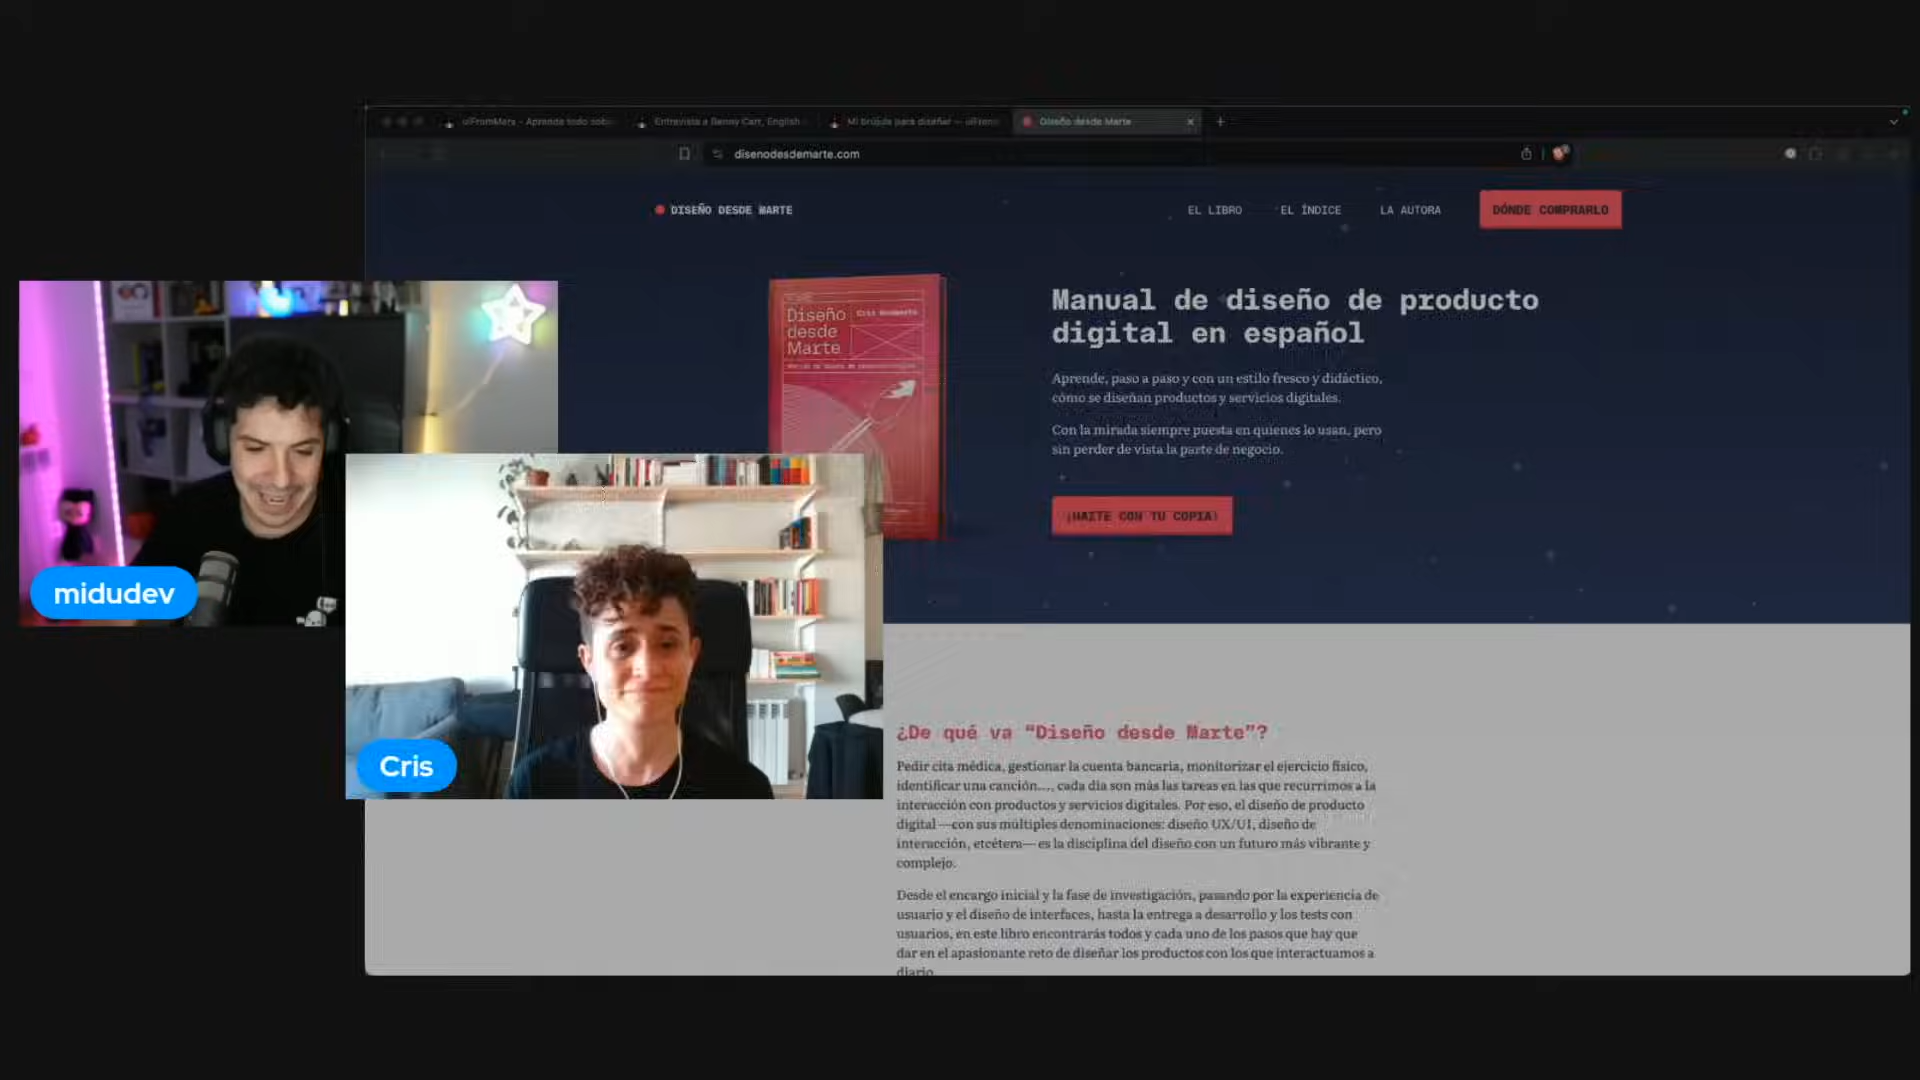 Entrevista a Benny Carr, English
Diseño desde Marte
disenodesdemarte.com
DISEÑO DESDE MARTE
EL LIBRO
EL ÍNDICE
LA AUTORA
DÓNDE COMPRARLO
Diseño
desde
Marte
Manual de diseño de producto
digital en español
Aprende, paso a paso y con un estilo fresco y didáctico,
cómo se diseñan productos y servicios digitales.
Con la mirada siempre puesta en quienes lo usan, pero
sin perder de vista la parte de negocio.
¡HAZTE CON TU COPIA!
midudev
Cris
¿De qué va “Diseño desde Marte”?
Pedir cita médica, gestionar la cuenta bancaria, monitorizar el ejercicio físico,
identificar una canción..., cada día son más las tareas en las que recurrimos a la
interacción con productos y servicios digitales. Por eso, el diseño de producto
digital —con sus múltiples denominaciones: diseño UX/UI, diseño de
interacción, etcétera— es la disciplina del diseño con un futuro más vibrante y
complejo.
Desde el encargo inicial y la fase de investigación, pasando por la experiencia de
usuario y el diseño de interfaces, hasta la entrega a desarrollo y los tests con
usuarios, en este libro encontrarás todos y cada uno de los pasos que hay que
dar en el apasionante reto de diseñar los productos con los que interactuamos a
diario.